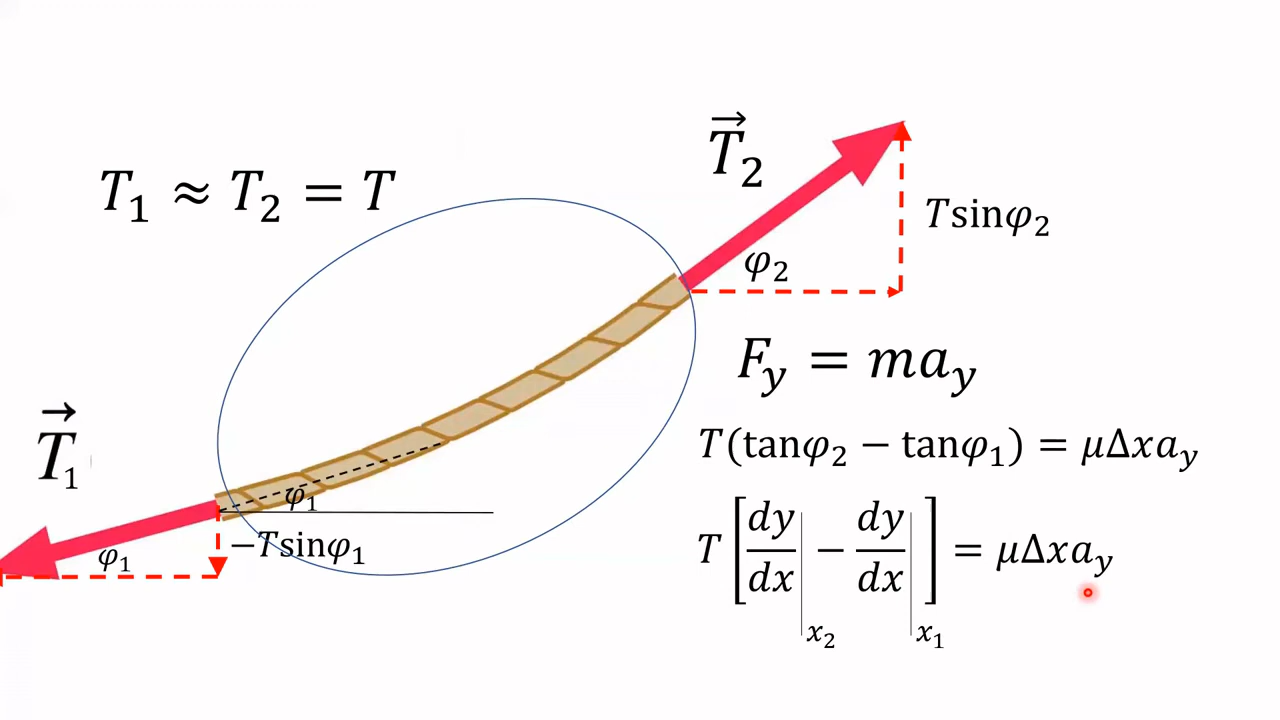 T⃗₂
T₁ ≈ T₂ = T
Tsinφ₂
φ₂
F_y = ma_y
T⃗₁
T(tanφ₂ − tanφ₁) = μΔxa_y
φ₁
−Tsinφ₁
φ₁
T[dy/dx|ₓ₂ − dy/dx|ₓ₁] = μΔxa_y